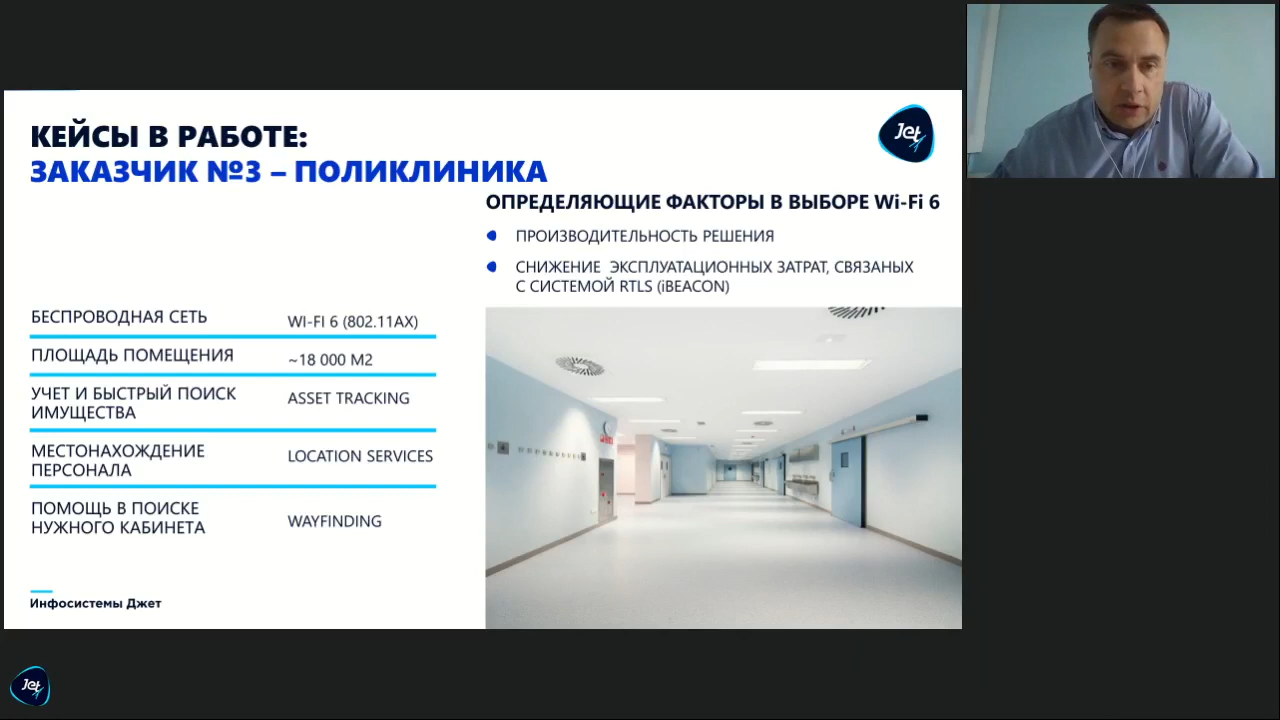 КЕЙСЫ В РАБОТЕ:
ЗАКАЗЧИК №3 – ПОЛИКЛИНИКА
Jet
ОПРЕДЕЛЯЮЩИЕ ФАКТОРЫ В ВЫБОРЕ Wi-Fi 6
ПРОИЗВОДИТЕЛЬНОСТЬ РЕШЕНИЯ
СНИЖЕНИЕ ЭКСПЛУАТАЦИОННЫХ ЗАТРАТ, СВЯЗАНЫХ
С СИСТЕМОЙ RTLS (iBEACON)
БЕСПРОВОДНАЯ СЕТЬ
WI-FI 6 (802.11AX)
ПЛОЩАДЬ ПОМЕЩЕНИЯ
~18 000 М2
УЧЕТ И БЫСТРЫЙ ПОИСК
ИМУЩЕСТВА
ASSET TRACKING
МЕСТОНАХОЖДЕНИЕ
ПЕРСОНАЛА
LOCATION SERVICES
ПОМОЩЬ В ПОИСКЕ
НУЖНОГО КАБИНЕТА
WAYFINDING
Инфосистемы Джет
Jet